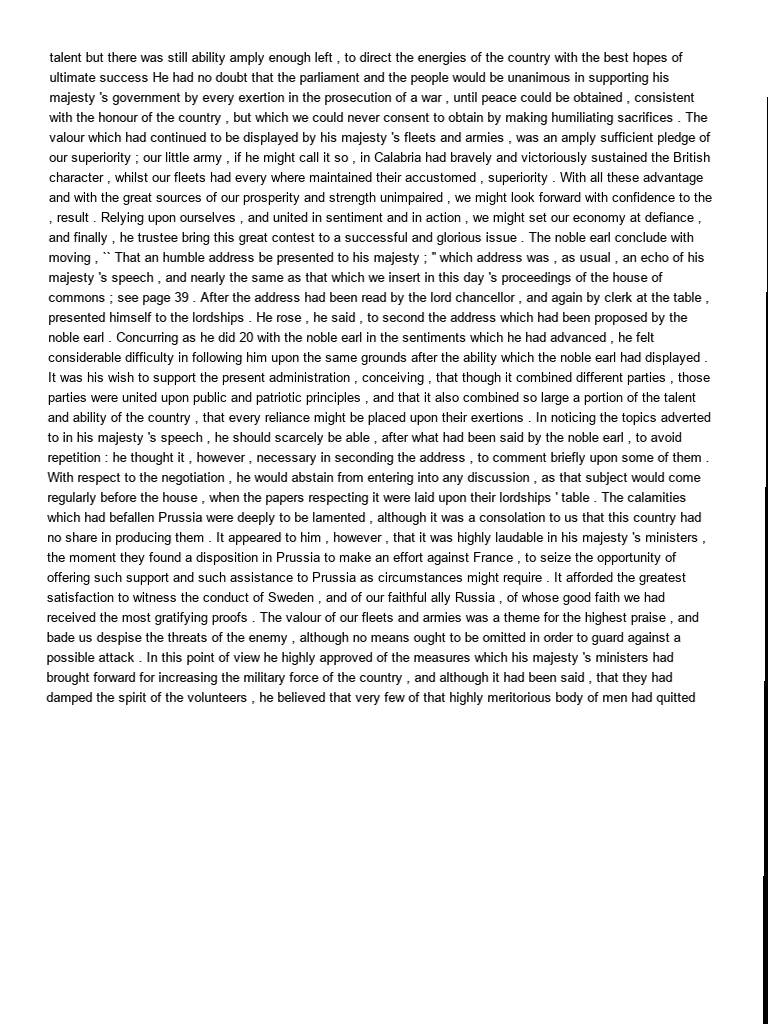 talent but there was still ability amply enough left , to direct the energies of the country with the best hopes of
ultimate success He had no doubt that the parliament and the people would be unanimous in supporting his
majesty 's government by every exertion in the prosecution of a war , until peace could be obtained , consistent
with the honour of the country , but which we could never consent to obtain by making humiliating sacrifices . The
valour which had continued to be displayed by his majesty 's fleets and armies , was an amply sufficient pledge of
our superiority ; our little army , if he might call it so , in Calabria had bravely and victoriously sustained the British
character , whilst our fleets had every where maintained their accustomed , superiority . With all these advantage
and with the great sources of our prosperity and strength unimpaired , we might look forward with confidence to the
, result . Relying upon ourselves , and united in sentiment and in action , we might set our economy at defiance ,
and finally , he trustee bring this great contest to a successful and glorious issue . The noble earl conclude with
moving , `` That an humble address be presented to his majesty ; " which address was , as usual , an echo of his
majesty 's speech , and nearly the same as that which we insert in this day 's proceedings of the house of
commons ; see page 39 . After the address had been read by the lord chancellor , and again by clerk at the table ,
presented himself to the lordships . He rose , he said , to second the address which had been proposed by the
noble earl . Concurring as he did 20 with the noble earl in the sentiments which he had advanced , he felt
considerable difficulty in following him upon the same grounds after the ability which the noble earl had displayed .
It was his wish to support the present administration , conceiving , that though it combined different parties , those
parties were united upon public and patriotic principles , and that it also combined so large a portion of the talent
and ability of the country , that every reliance might be placed upon their exertions . In noticing the topics adverted
to in his majesty 's speech , he should scarcely be able , after what had been said by the noble earl , to avoid
repetition : he thought it , however , necessary in seconding the address , to comment briefly upon some of them .
With respect to the negotiation , he would abstain from entering into any discussion , as that subject would come
regularly before the house , when the papers respecting it were laid upon their lordships ' table . The calamities
which had befallen Prussia were deeply to be lamented , although it was a consolation to us that this country had
no share in producing them . It appeared to him , however , that it was highly laudable in his majesty 's ministers ,
the moment they found a disposition in Prussia to make an effort against France , to seize the opportunity of
offering such support and such assistance to Prussia as circumstances might require . It afforded the greatest
satisfaction to witness the conduct of Sweden , and of our faithful ally Russia , of whose good faith we had
received the most gratifying proofs . The valour of our fleets and armies was a theme for the highest praise , and
bade us despise the threats of the enemy , although no means ought to be omitted in order to guard against a
possible attack . In this point of view he highly approved of the measures which his majesty 's ministers had
brought forward for increasing the military force of the country , and although it had been said , that they had
damped the spirit of the volunteers , he believed that very few of that highly meritorious body of men had quitted